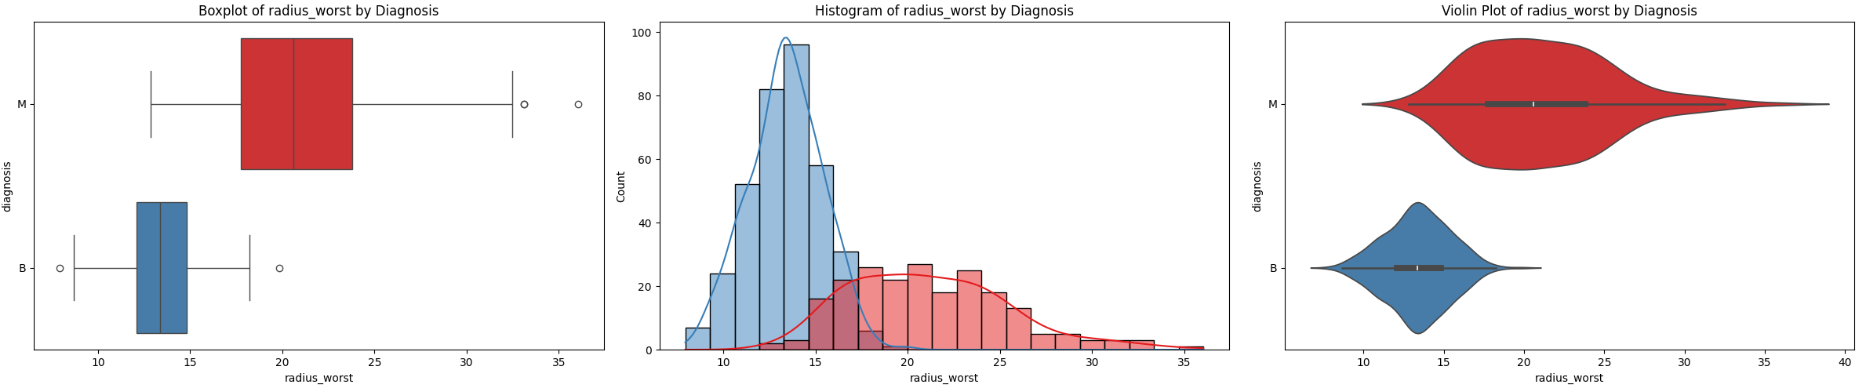 Boxplot of radius_worst by Diagnosis
diagnosis
M
B
10 15 20 25 30 35
radius_worst
Histogram of radius_worst by Diagnosis
Count
100
80
60
40
20
0
10 15 20 25 30 35
radius_worst
Violin Plot of radius_worst by Diagnosis
diagnosis
M
B
10 15 20 25 30 35 40
radius_worst